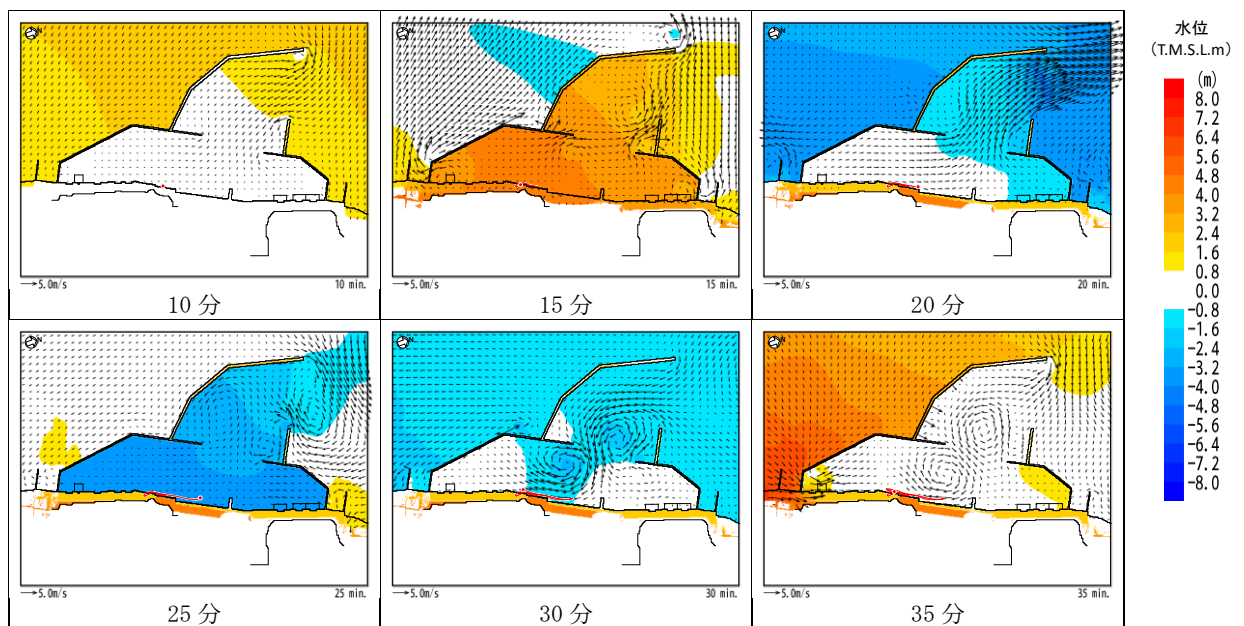 →5.0m/s
10 min.
10 分
→5.0m/s
15 min.
15 分
→5.0m/s
20 min.
20 分
→5.0m/s
25 min.
25 分
→5.0m/s
30 min.
30 分
→5.0m/s
35 min.
35 分
水位
(T.M.S.L.m)
(m)
8.0
7.2
6.4
5.6
4.8
4.0
3.2
2.4
1.6
0.8
0.0
-0.8
-1.6
-2.4
-3.2
-4.0
-4.8
-5.6
-6.4
-7.2
-8.0